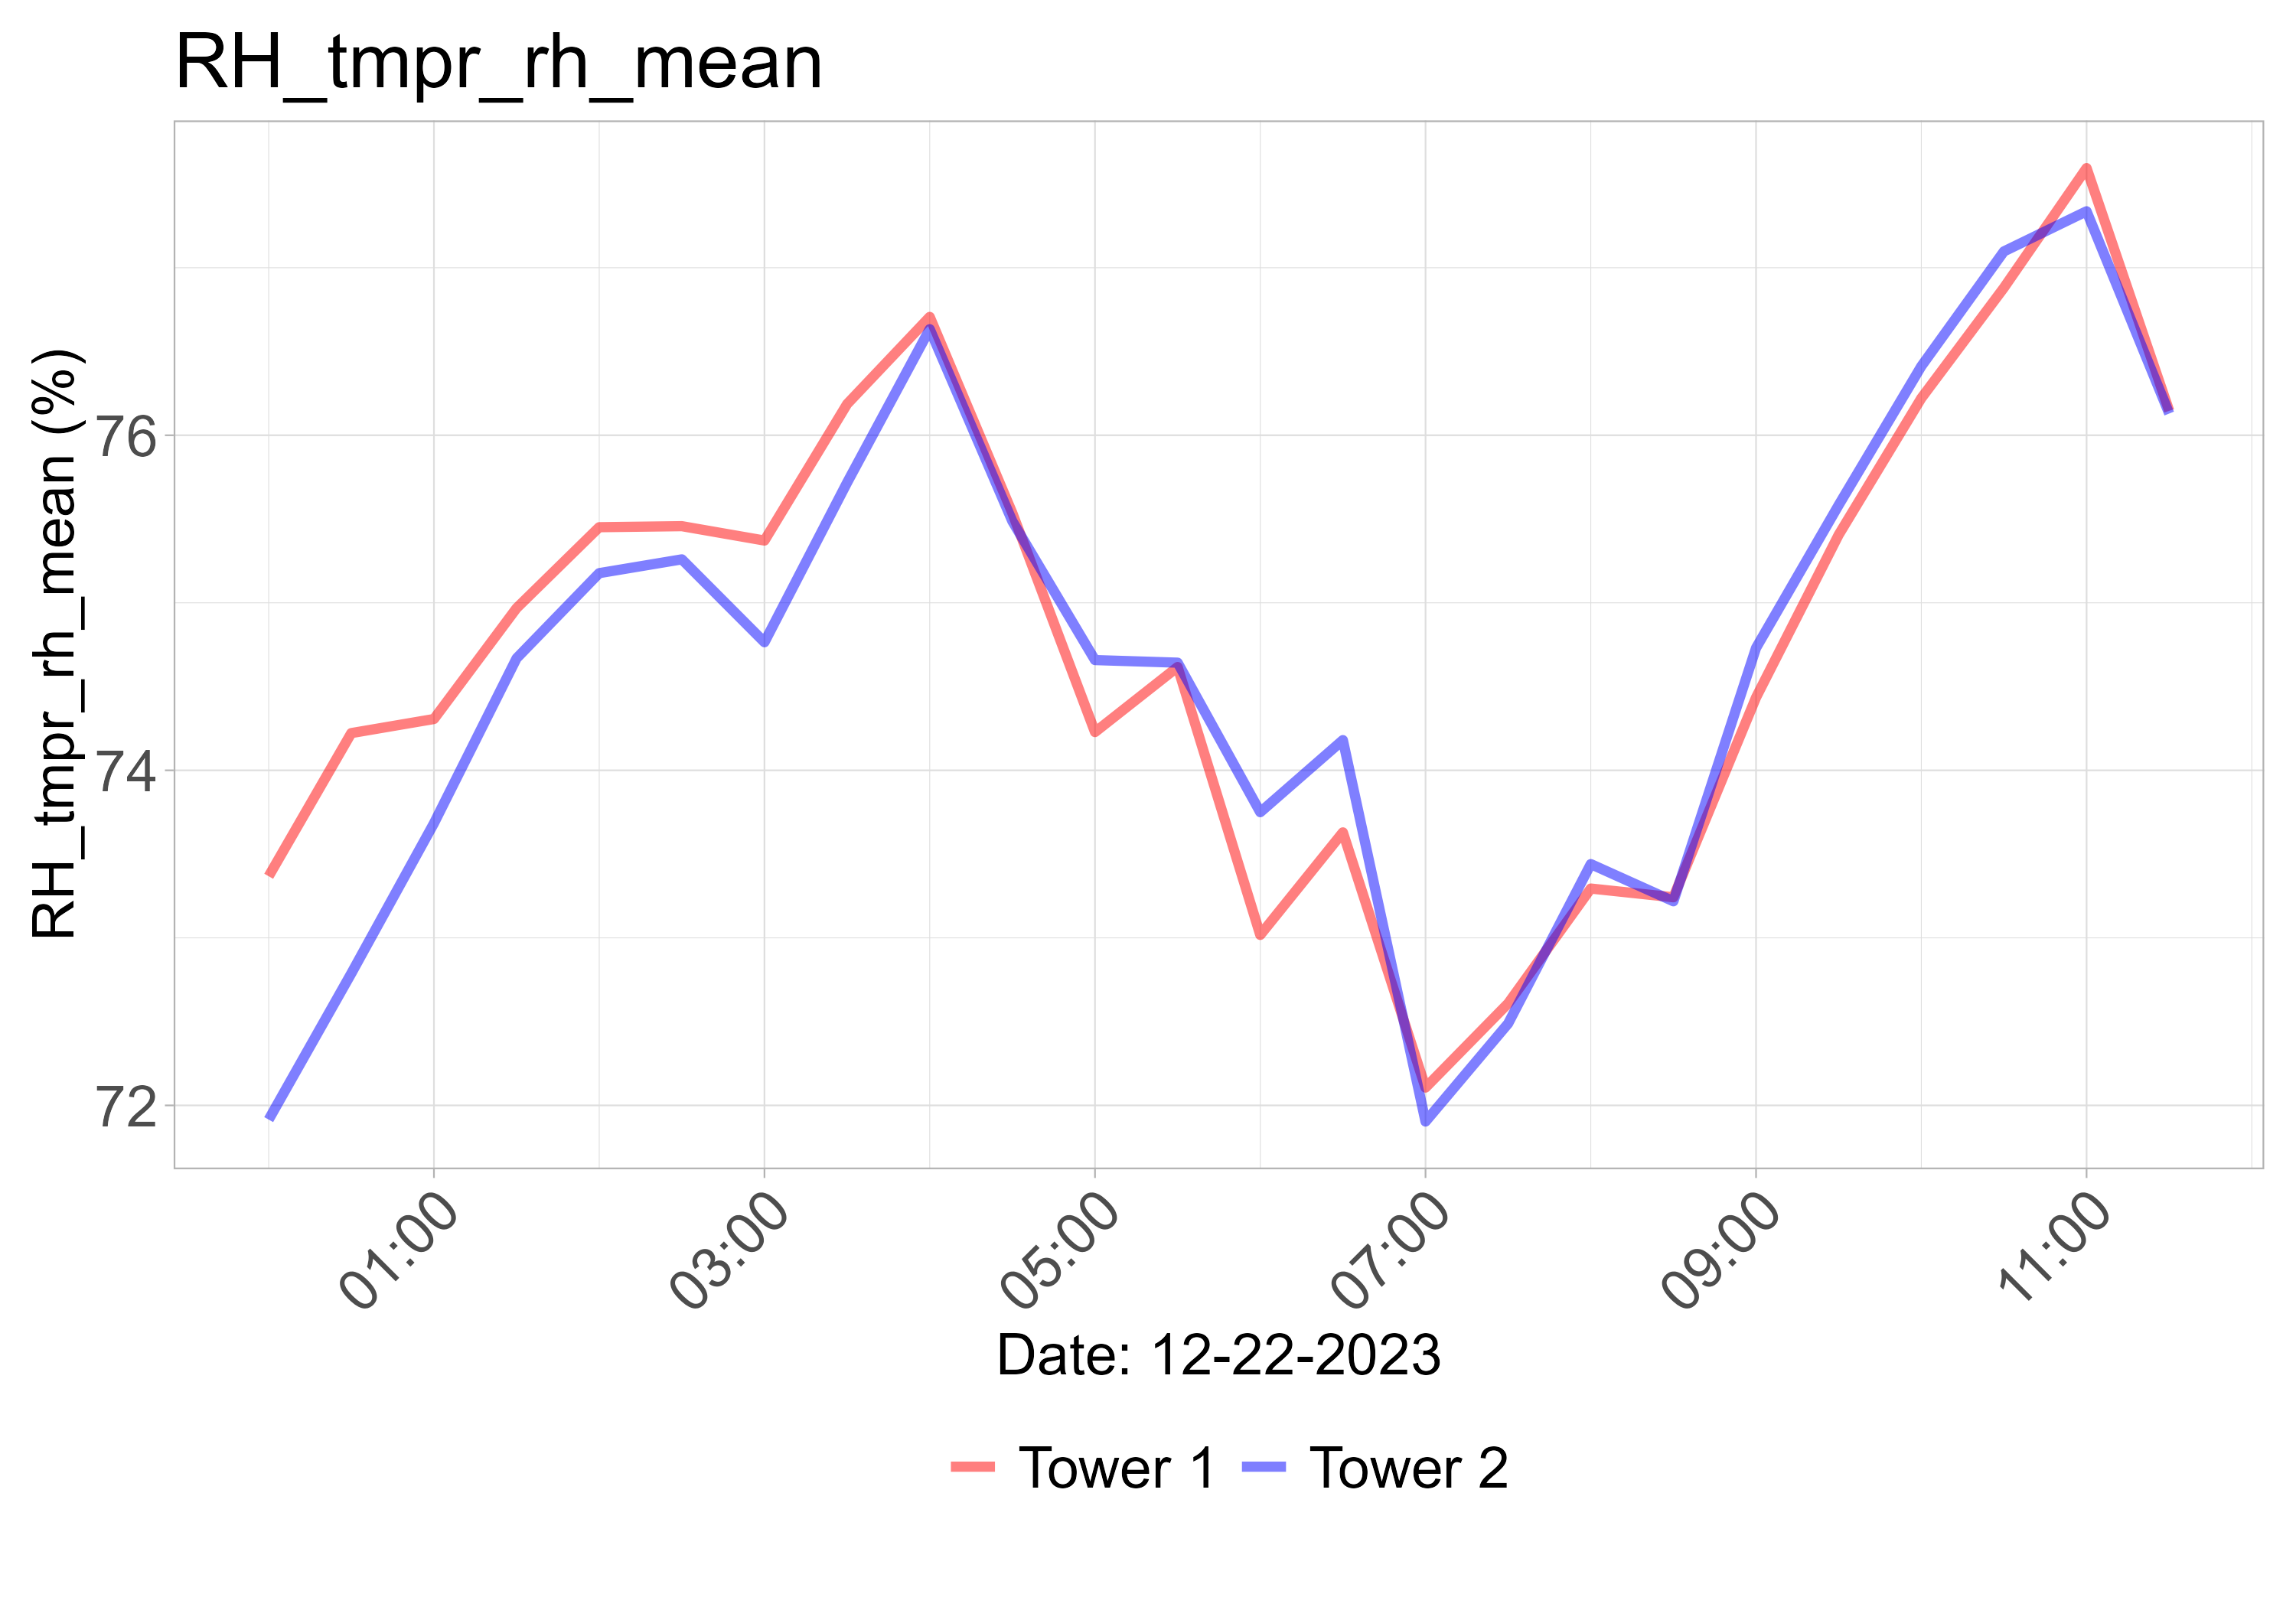 RH_tmpr_rh_mean
RH_tmpr_rh_mean (%)
76
74
72
01:00 03:00 05:00 07:00 09:00 11:00
Date: 12-22-2023
Tower 1 Tower 2